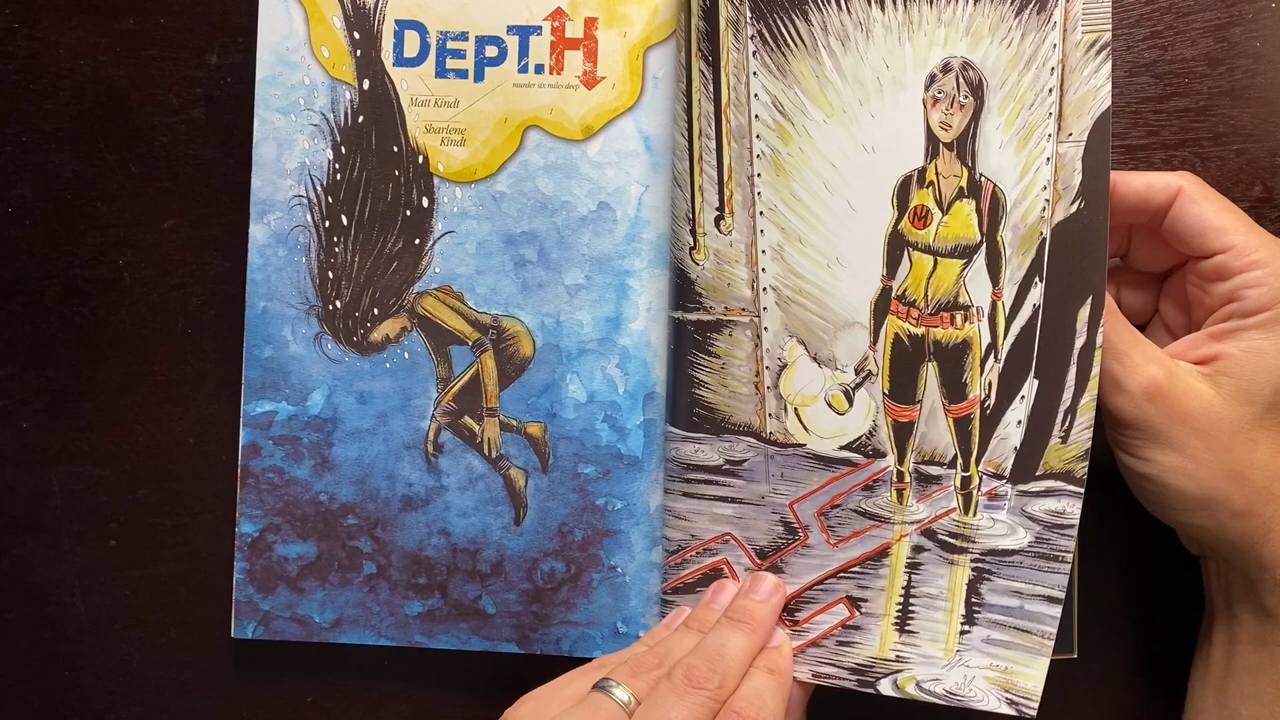 DEPT.H
murder six miles deep
Matt Kindt
Sharlene
Kindt
M